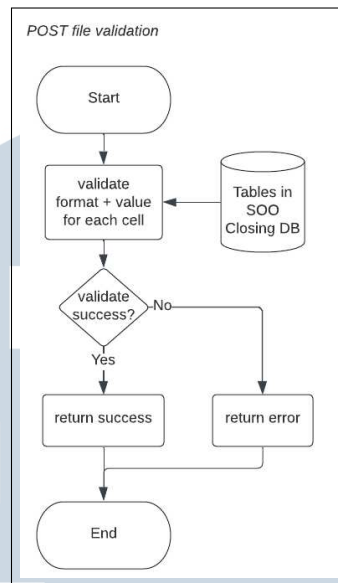 POST file validation
Start
validate
format + value
for each cell
Tables in
SOO
Closing DB
validate
success?
No
Yes
return success
return error
End